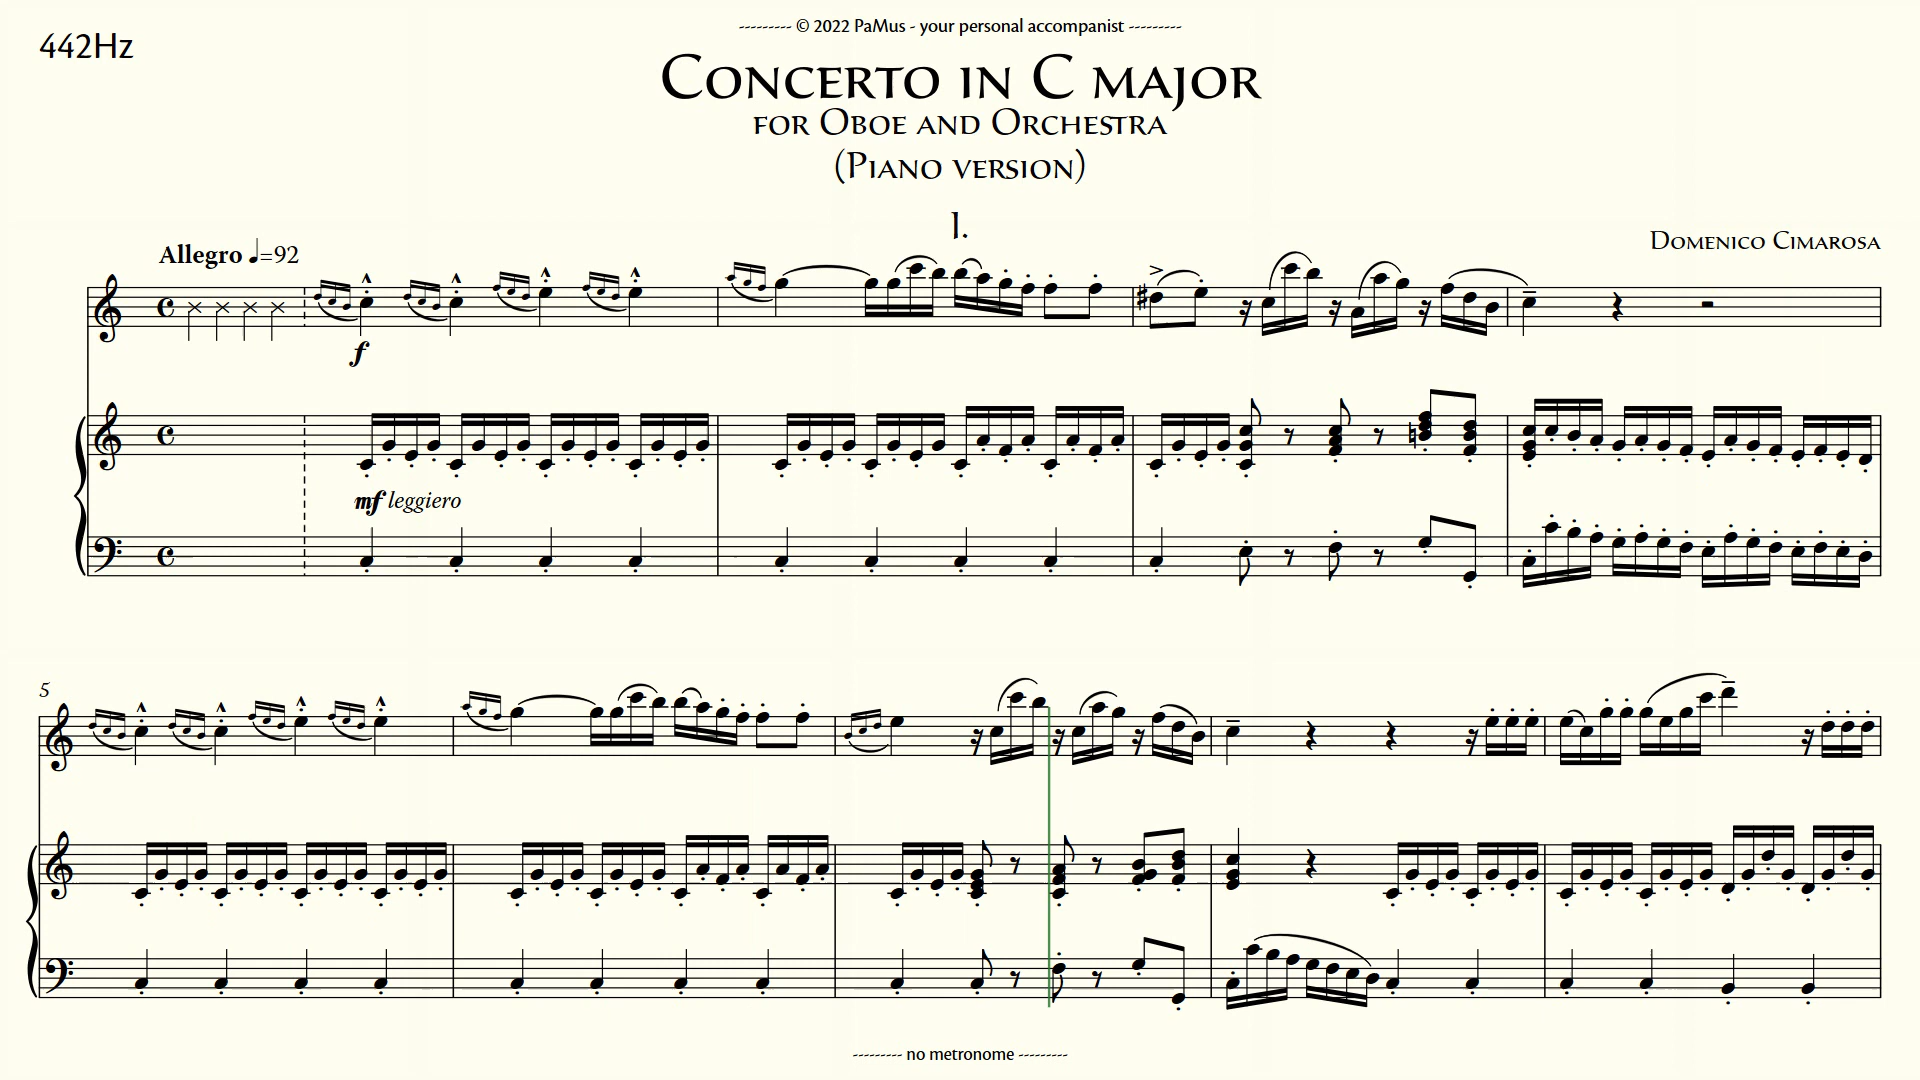 --------- © 2022 PaMus - your personal accompanist ---------
442Hz
Concerto in C major
for Oboe and Orchestra
(Piano version)
I.
Domenico Cimarosa
Allegro ♩=92
f
mf leggiero
5
--------- no metronome ---------